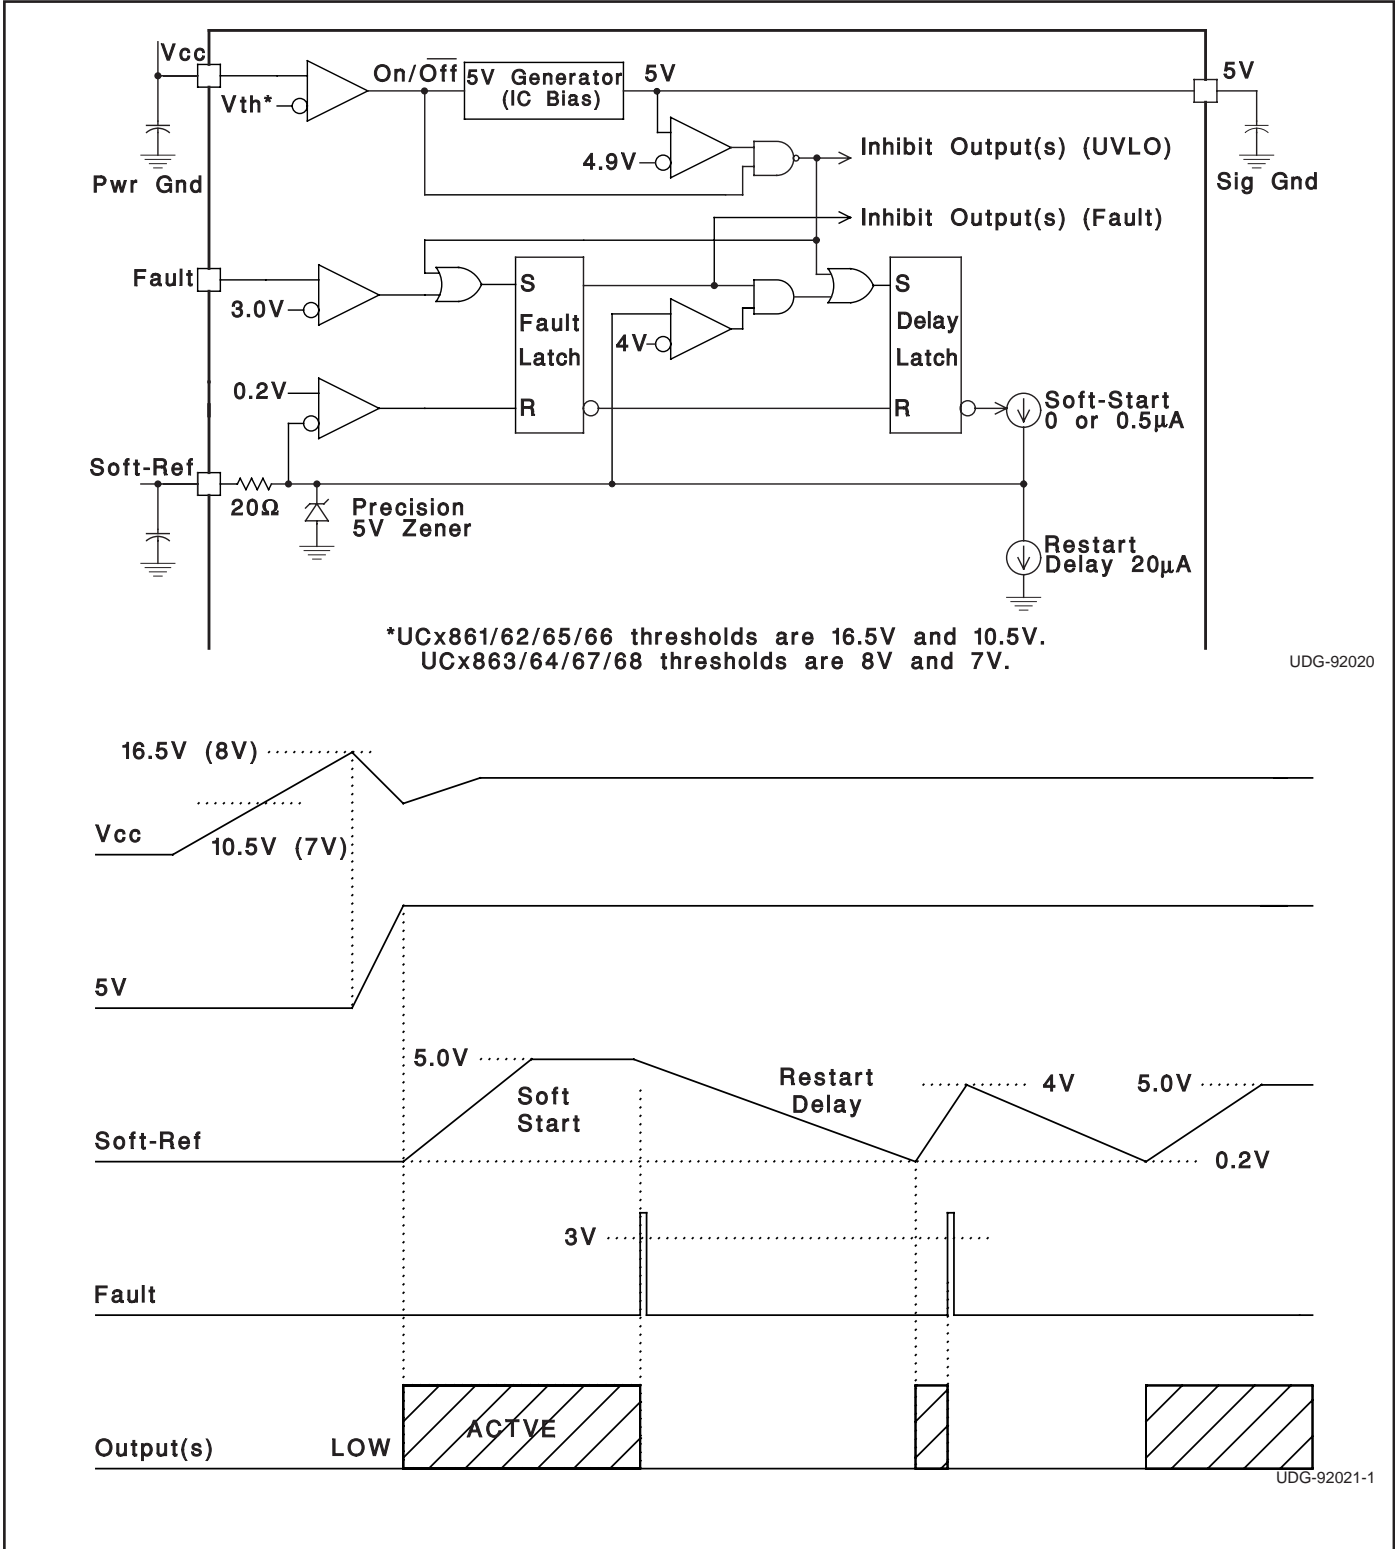 Vcc
On/Off
5V Generator
(IC Bias)
5V
5V
Vth*
4.9V
Inhibit Output(s) (UVLO)
Pwr Gnd
Sig Gnd
Inhibit Output(s) (Fault)
Fault
3.0V
S
Fault
Latch
R
4V
S
Delay
Latch
R
0.2V
Soft-Start
0 or 0.5µA
Soft-Ref
20Ω
Precision
5V Zener
Restart
Delay 20µA
*UCx861/62/65/66 thresholds are 16.5V and 10.5V.
UCx863/64/67/68 thresholds are 8V and 7V.
UDG-92020
16.5V (8V)
Vcc
10.5V (7V)
5V
5.0V
Soft
Start
Restart
Delay
4V
5.0V
Soft-Ref
0.2V
3V
Fault
ACTVE
Output(s)
LOW
UDG-92021-1